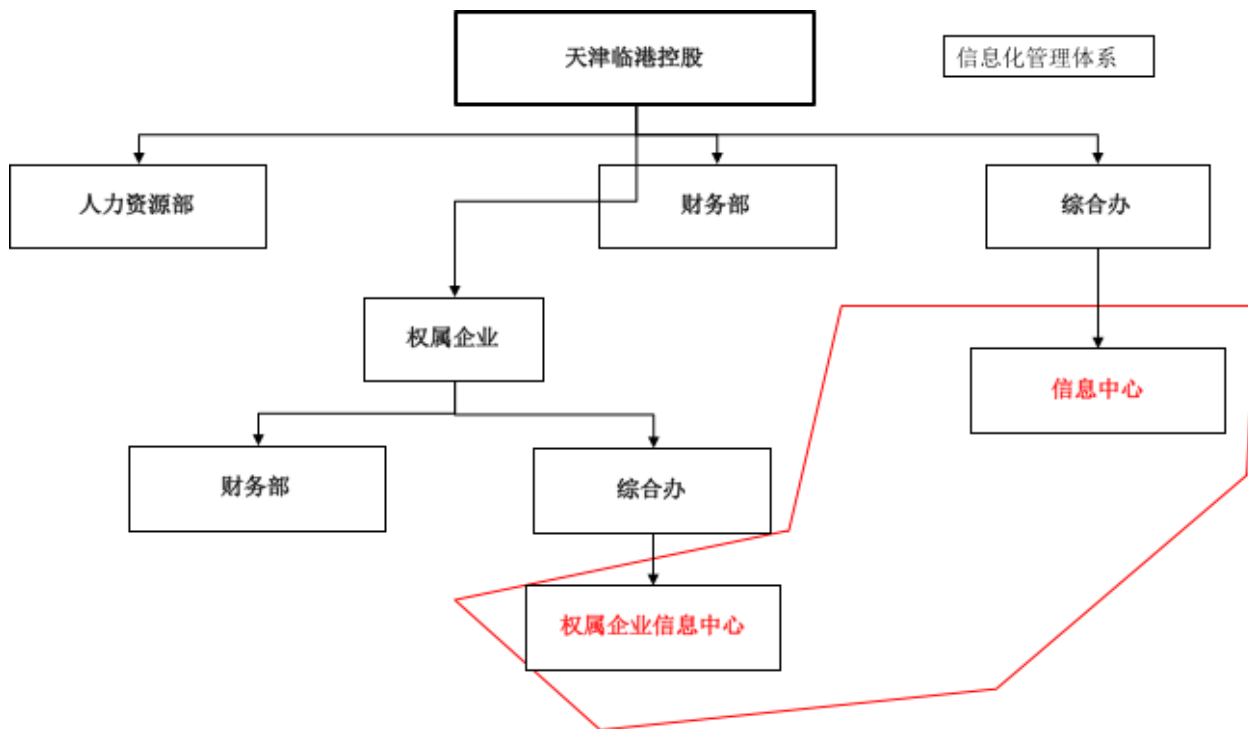 天津临港控股
信息化管理体系
人力资源部
财务部
综合办
权属企业
信息中心
财务部
综合办
权属企业信息中心